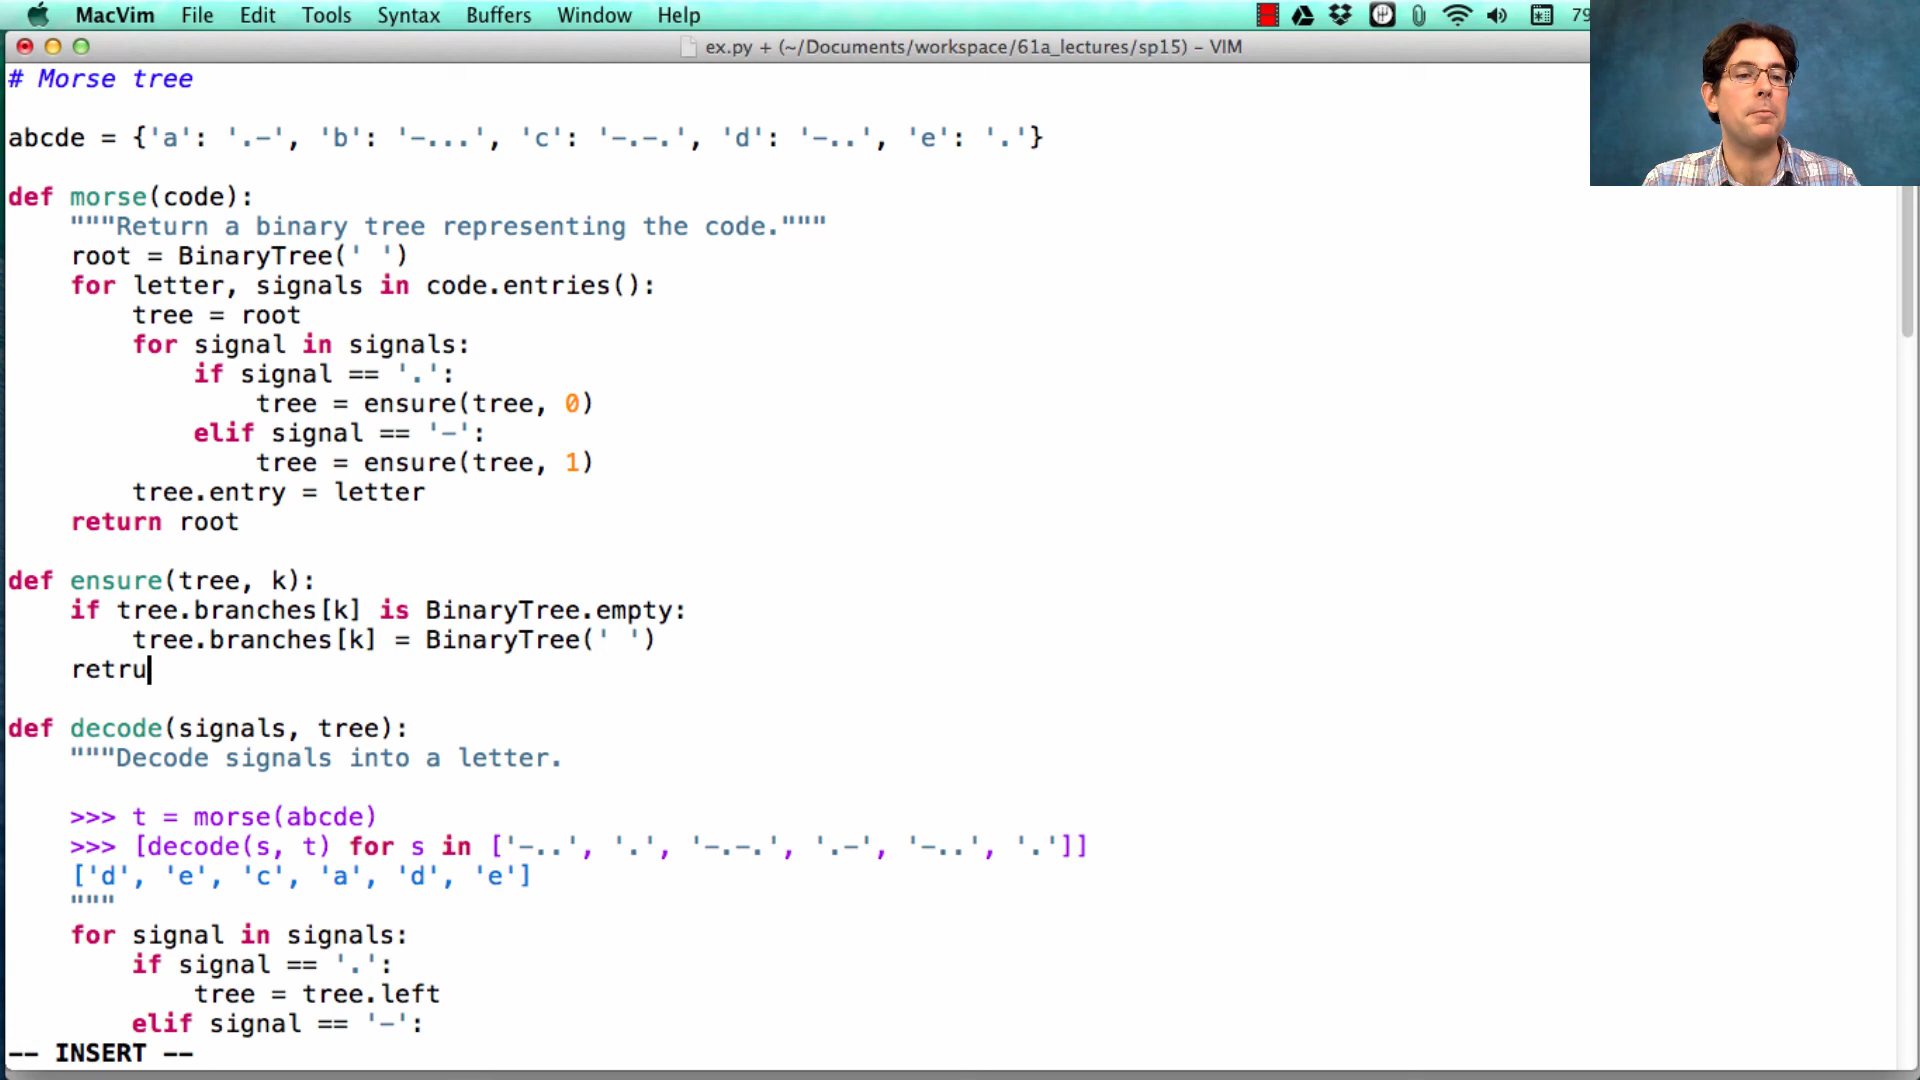 MacVim File Edit Tools Syntax Buffers Window Help 79
ex.py + (~/Documents/workspace/61a_lectures/sp15) - VIM
# Morse tree
abcde = {'a': '.-', 'b': '-...', 'c': '-.-.', 'd': '-..', 'e': '.'}
def morse(code):
"""Return a binary tree representing the code."""
root = BinaryTree(' ')
for letter, signals in code.entries():
tree = root
for signal in signals:
if signal == '.':
tree = ensure(tree, 0)
elif signal == '-':
tree = ensure(tree, 1)
tree.entry = letter
return root
def ensure(tree, k):
if tree.branches[k] is BinaryTree.empty:
tree.branches[k] = BinaryTree(' ')
retru
def decode(signals, tree):
"""Decode signals into a letter.
>>> t = morse(abcde)
>>> [decode(s, t) for s in ['-..', '.', '-.-.', '.-', '-..', '.']]
['d', 'e', 'c', 'a', 'd', 'e']
"""
for signal in signals:
if signal == '.':
tree = tree.left
elif signal == '-':
-- INSERT --